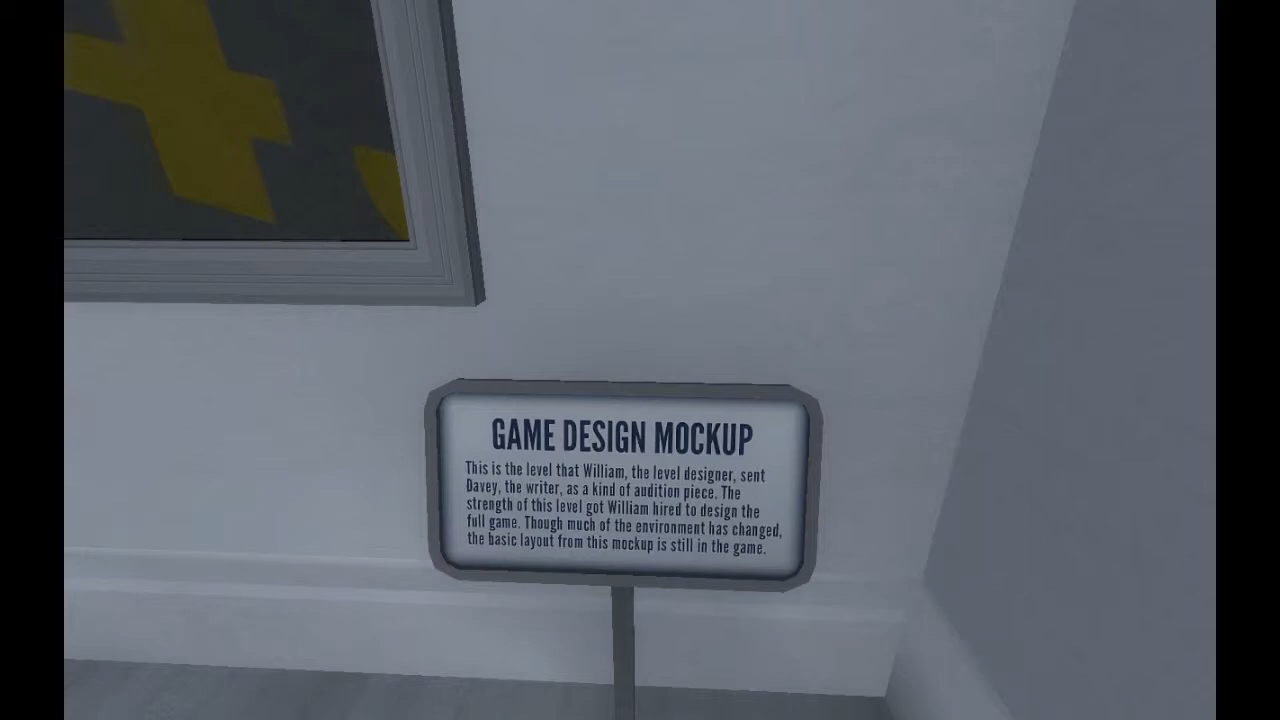 GAME DESIGN MOCKUP
This is the level that William, the level designer, sent
Davey, the writer, as a kind of audition piece. The
strength of this level got William hired to design the
full game. Though much of the environment has changed,
the basic layout from this mockup is still in the game.